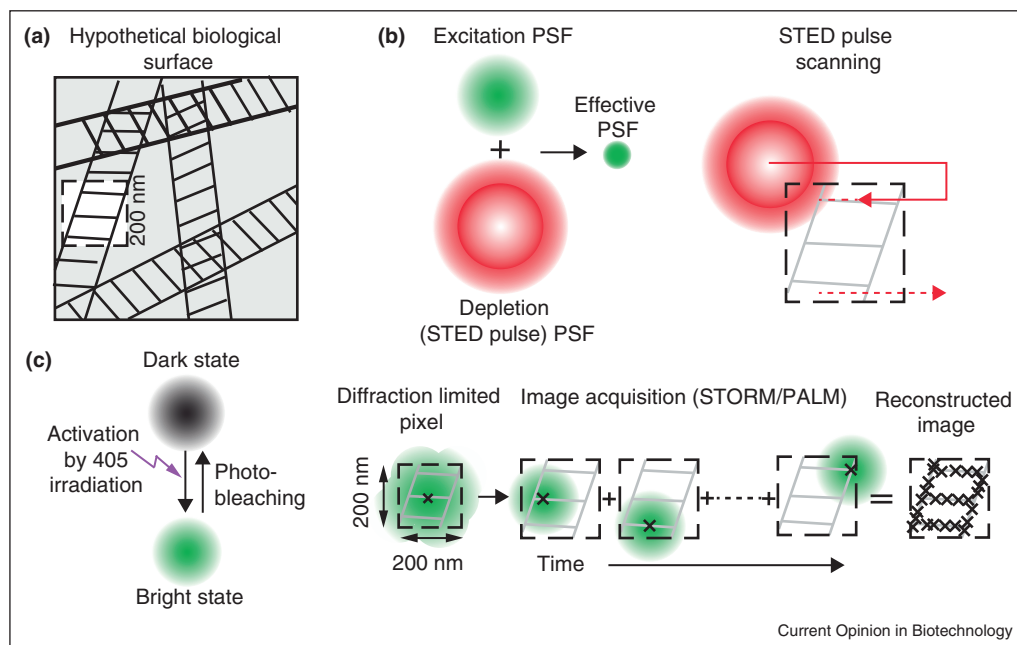 (a)
Hypothetical biological
surface
200 nm
(b)
Excitation PSF
+
Effective
PSF
Depletion
(STED pulse) PSF
STED pulse
scanning
(c)
Dark state
Activation
by 405
irradiation
Photo-
bleaching
Bright state
Diffraction limited
pixel
200 nm
200 nm
Image acquisition (STORM/PALM)
+ + + =
Time
Reconstructed
image
Current Opinion in Biotechnology